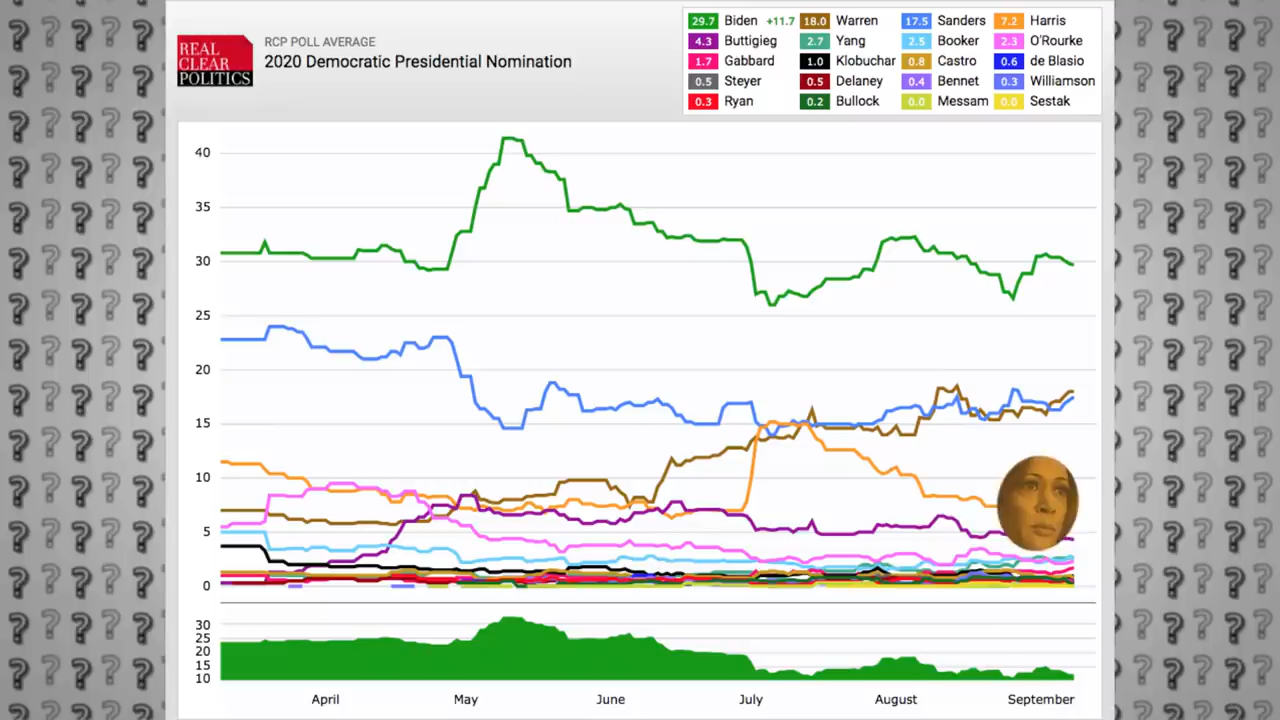 REAL
CLEAR
POLITICS
RCP POLL AVERAGE
2020 Democratic Presidential Nomination
29.7 Biden +11.7 18.0 Warren 17.5 Sanders 7.2 Harris
4.3 Buttigieg 2.7 Yang 2.5 Booker 2.3 O'Rourke
1.7 Gabbard 1.0 Klobuchar 0.8 Castro 0.6 de Blasio
0.5 Steyer 0.5 Delaney 0.4 Bennet 0.3 Williamson
0.3 Ryan 0.2 Bullock 0.0 Messam 0.0 Sestak
40
35
30
25
20
15
10
5
0
30
25
20
15
10
April May June July August September